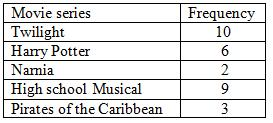 Movie series Frequency
Twilight 10
Harry Potter 6
Narnia 2
High school Musical 9
Pirates of the Caribbean 3